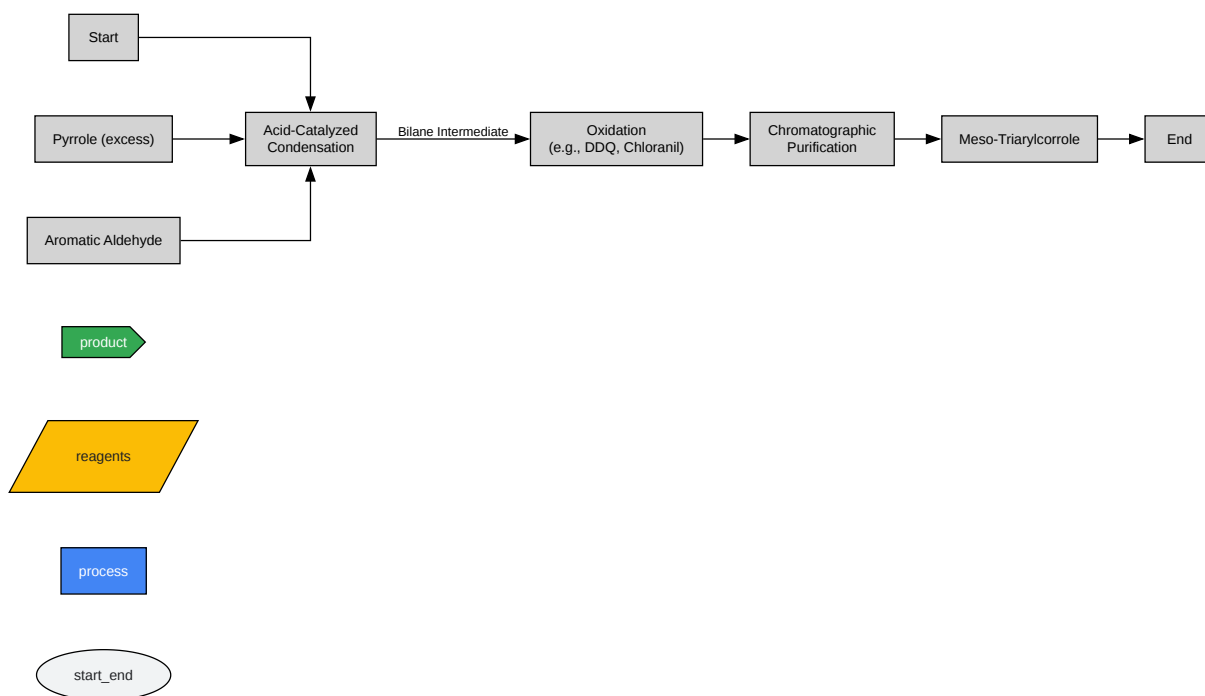 Start
Pyrrole (excess)
Acid-Catalyzed
Condensation
Bilane Intermediate
Oxidation
(e.g., DDQ, Chloranil)
Chromatographic
Purification
Meso-Triarylcorrole
End
Aromatic Aldehyde
product
reagents
process
start_end